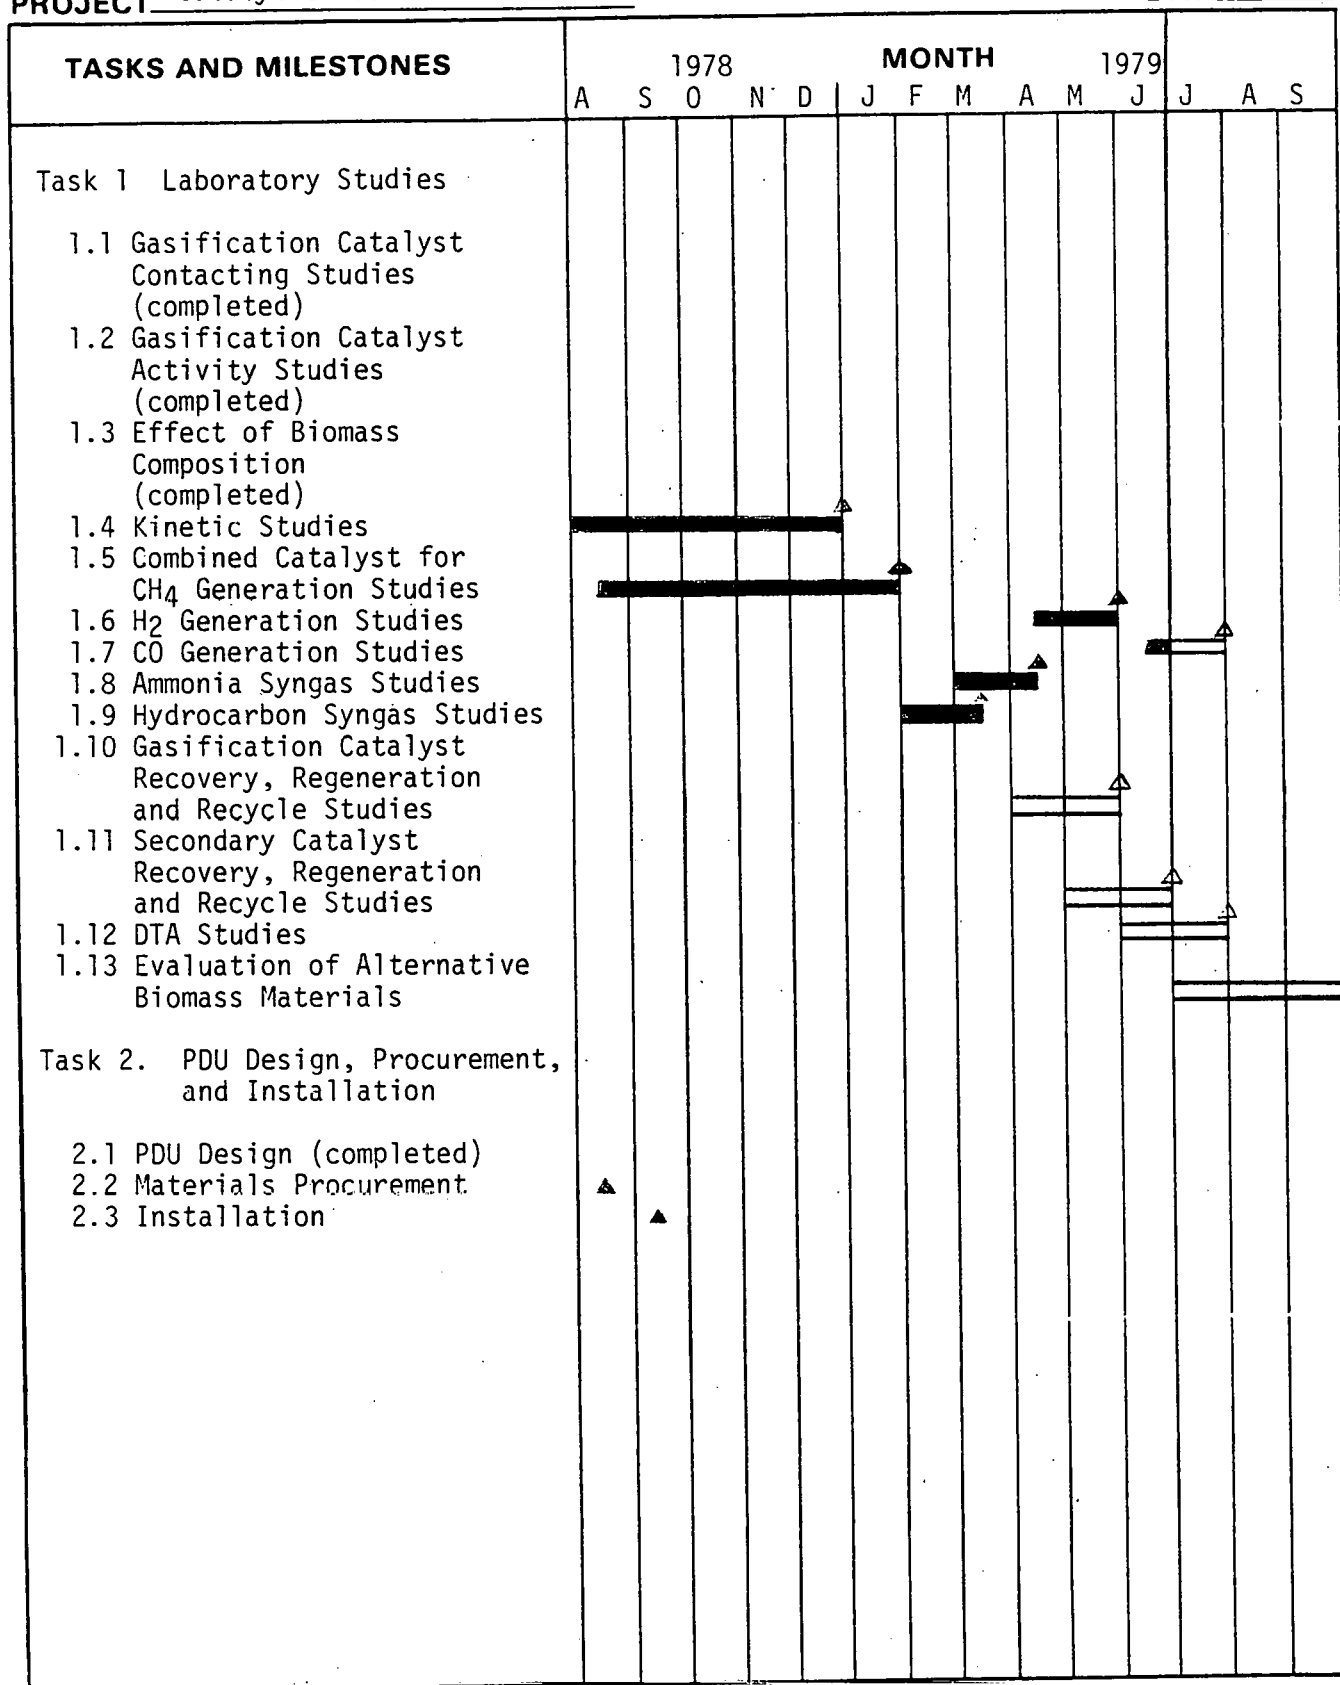 PROJECT
TASKS AND MILESTONES
1978 MONTH 1979
A S O N D J F M A M J J A S
Task 1 Laboratory Studies
1.1 Gasification Catalyst
Contacting Studies
(completed)
1.2 Gasification Catalyst
Activity Studies
(completed)
1.3 Effect of Biomass
Composition
(completed)
1.4 Kinetic Studies
1.5 Combined Catalyst for
CH4 Generation Studies
1.6 H2 Generation Studies
1.7 CO Generation Studies
1.8 Ammonia Syngas Studies
1.9 Hydrocarbon Syngas Studies
1.10 Gasification Catalyst
Recovery, Regeneration
and Recycle Studies
1.11 Secondary Catalyst
Recovery, Regeneration
and Recycle Studies
1.12 DTA Studies
1.13 Evaluation of Alternative
Biomass Materials
Task 2. PDU Design, Procurement,
and Installation
2.1 PDU Design (completed)
2.2 Materials Procurement
2.3 Installation